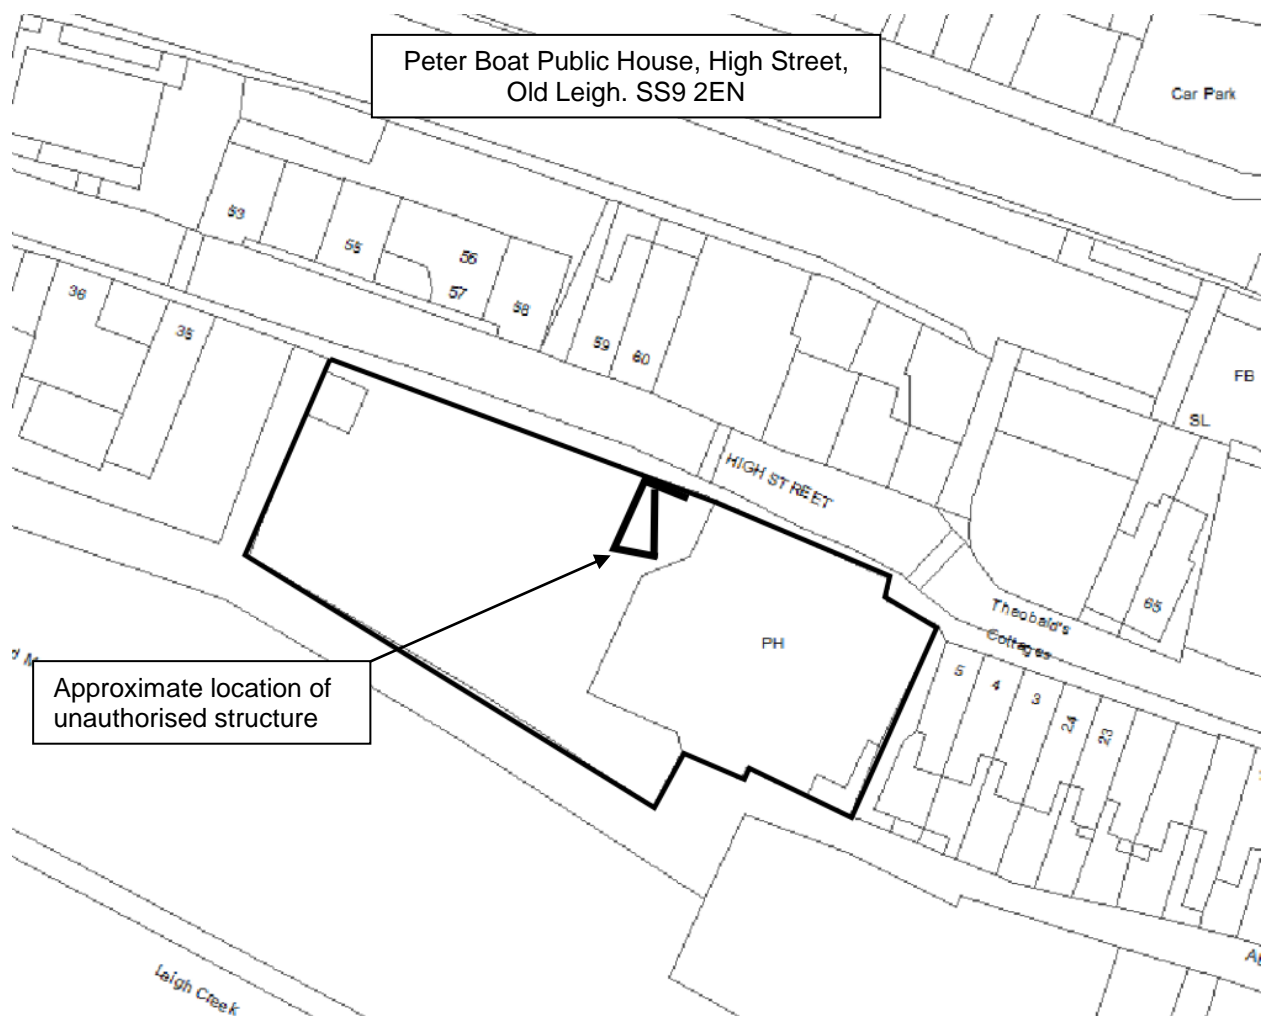 Peter Boat Public House, High Street,
Old Leigh. SS9 2EN
Car Park
53
55
56
57
58
59
60
36
35
FB
SL
HIGH STREET
65
Theobald's
Cottages
PH
5
4
3
24
23
Approximate location of
unauthorised structure
Leigh Creek